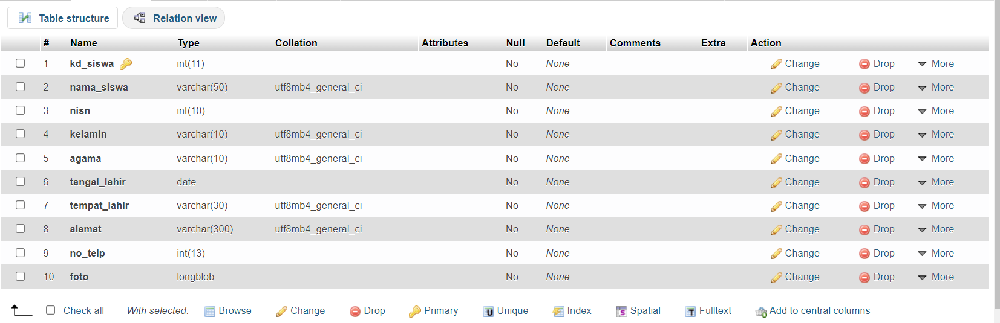 Table structure Relation view
# Name Type Collation Attributes Null Default Comments Extra Action
1 kd_siswa int(11) No None Change Drop More
2 nama_siswa varchar(50) utf8mb4_general_ci No None Change Drop More
3 nisn int(10) No None Change Drop More
4 kelamin varchar(10) utf8mb4_general_ci No None Change Drop More
5 agama varchar(10) utf8mb4_general_ci No None Change Drop More
6 tangal_lahir date No None Change Drop More
7 tempat_lahir varchar(30) utf8mb4_general_ci No None Change Drop More
8 alamat varchar(300) utf8mb4_general_ci No None Change Drop More
9 no_telp int(13) No None Change Drop More
10 foto longblob No None Change Drop More
Check all With selected: Browse Change Drop Primary U Unique Index S Spatial T Fulltext Add to central columns